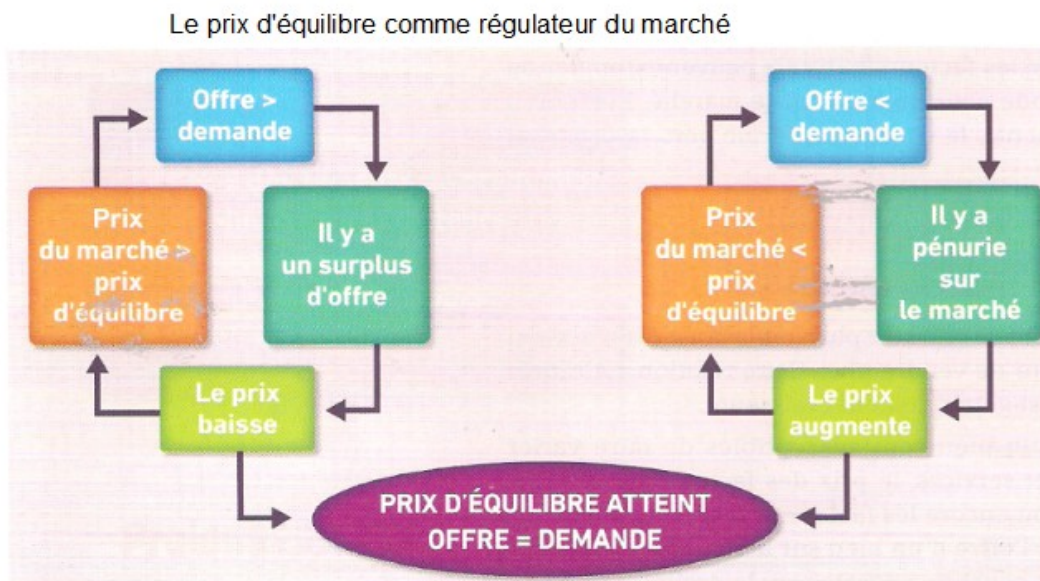 Le prix d'équilibre comme régulateur du marché
Offre >
demande
Prix
du marché >
prix
d'équilibre
Il y a
un surplus
d'offre
Le prix
baisse
Offre <
demande
Prix
du marché <
prix
d'équilibre
Il y a
pénurie
sur
le marché
Le prix
augmente
PRIX D'ÉQUILIBRE ATTEINT
OFFRE = DEMANDE